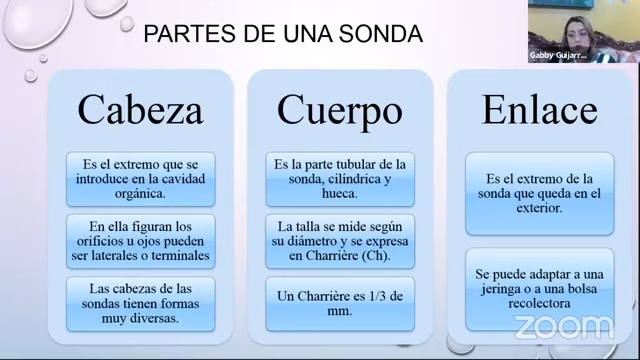 PARTES DE UNA SONDA
Gabby Guijarr...
Cabeza
Es el extremo que se
introduce en la cavidad
orgánica.
En ella figuran los
orificios u ojos pueden
ser laterales o terminales
Las cabezas de las
sondas tienen formas
muy diversas.
Cuerpo
Es la parte tubular de la
sonda, cilíndrica y
hueca.
La talla se mide según
su diámetro y se expresa
en Charrière (Ch).
Un Charrière es 1/3 de
mm.
Enlace
Es el extremo de la
sonda que queda en el
exterior.
Se puede adaptar a una
jeringa o a una bolsa
recolectora
zoom